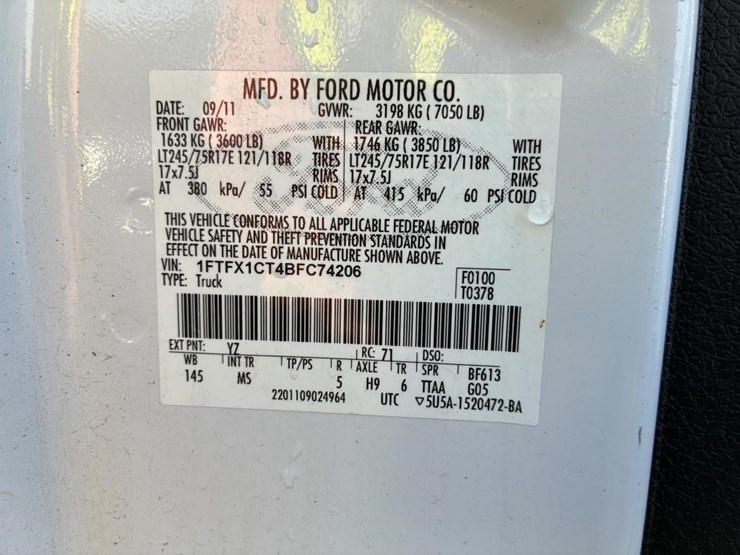 MFD. BY FORD MOTOR CO.
DATE: 09/11 GVWR: 3198 KG ( 7050 LB)
FRONT GAWR: REAR GAWR:
1633 KG ( 3600 LB) WITH 1746 KG ( 3850 LB) WITH
LT245/75R17E 121/118R TIRES LT245/75R17E 121/118R TIRES
17x7.5J RIMS 17x7.5J RIMS
AT 380 kPa/ 55 PSI COLD AT 415 kPa/ 60 PSI COLD
THIS VEHICLE CONFORMS TO ALL APPLICABLE FEDERAL MOTOR
VEHICLE SAFETY AND THEFT PREVENTION STANDARDS IN
EFFECT ON THE DATE OF MANUFACTURE SHOWN ABOVE.
VIN: 1FTFX1CT4BFC74206 F0100
TYPE: Truck T0378
EXT PNT: YZ RC: 71 DSO:
WB INT TR TP/PS R AXLE TR SPR BF613
145 MS 5 H9 6 TTAA G05
2201109024964 UTC ▽5U5A-1520472-BA